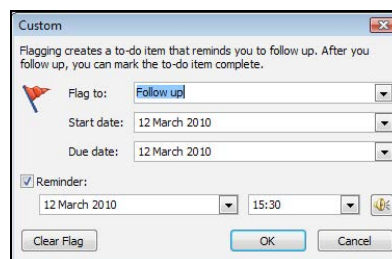 Custom
Flagging creates a to-do item that reminds you to follow up. After you
follow up, you can mark the to-do item complete.
Flag to: Follow up
Start date: 12 March 2010
Due date: 12 March 2010
Reminder:
12 March 2010 15:30
Clear Flag OK Cancel